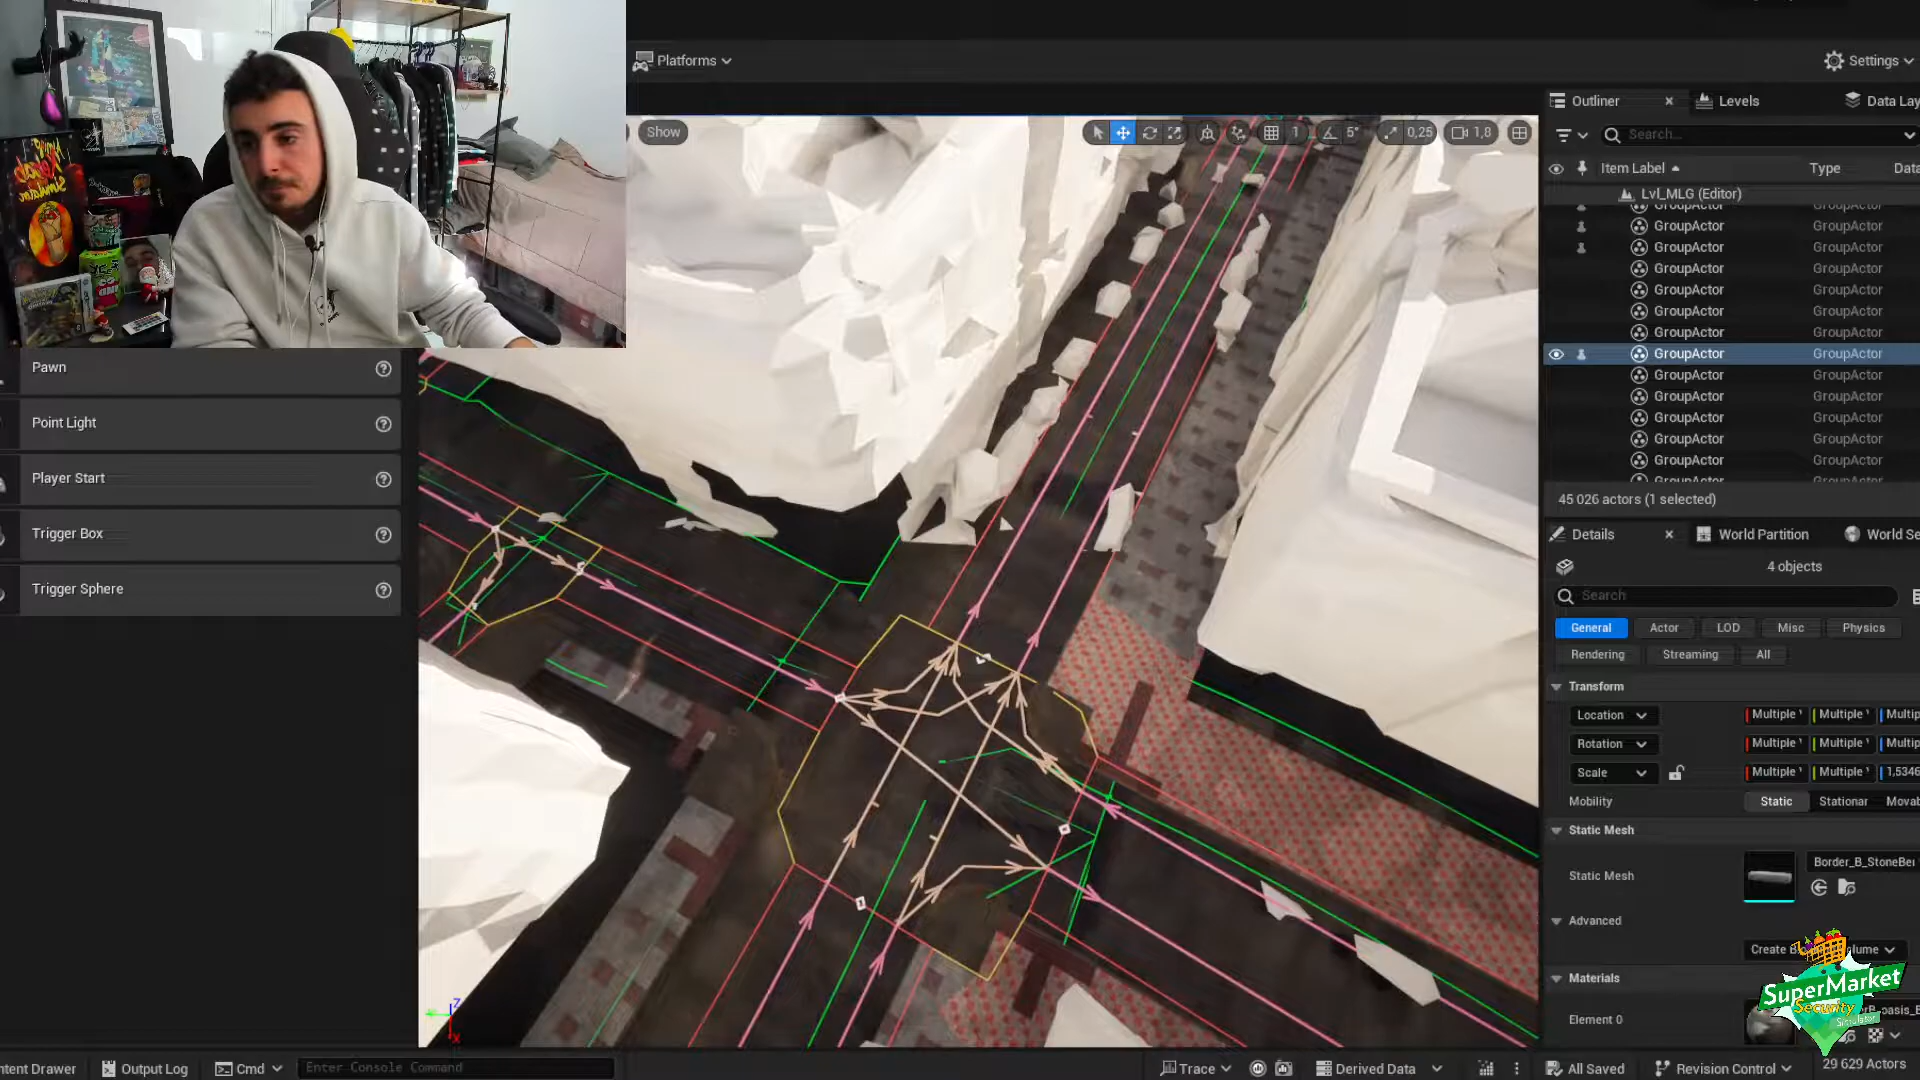 Platforms
Settings
Show
1
5°
0,25
1,8
Outliner
Levels
Data Lay
Search...
Item Label
Type
Data
Lvl_MLG (Editor)
GroupActor
GroupActor GroupActor
GroupActor GroupActor
GroupActor GroupActor
GroupActor GroupActor
GroupActor GroupActor
GroupActor GroupActor
GroupActor GroupActor
GroupActor GroupActor
GroupActor GroupActor
GroupActor GroupActor
GroupActor GroupActor
GroupActor GroupActor
45 026 actors (1 selected)
Pawn
Point Light
Player Start
Trigger Box
Trigger Sphere
Details
World Partition
World Se
4 objects
Search
General
Actor
LOD
Misc
Physics
Rendering
Streaming
All
Transform
Location
Multiple
Multiple
Multip
Rotation
Multiple
Multiple
Multip
Scale
Multiple
Multiple
1,5346
Mobility
Static
Stationar
Movab
Static Mesh
Static Mesh
Border_B_StoneBe
Advanced
Create
lume
Materials
Element 0
SuperMarket
Security
Simulator
ntent Drawer
Output Log
Cmd
Enter Console Command
Trace
Derived Data
All Saved
Revision Control
29 629 Actors
X
Z